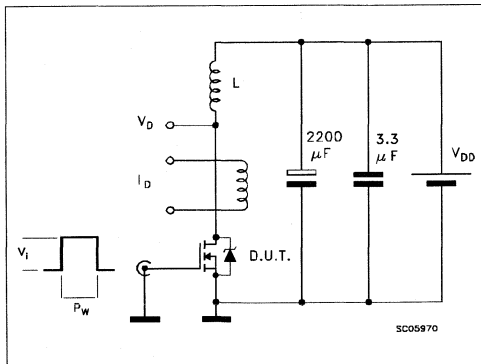 L
V_D
2200
μF
3.3
μF
V_DD
I_D
V_i
D.U.T.
P_W
SC05970